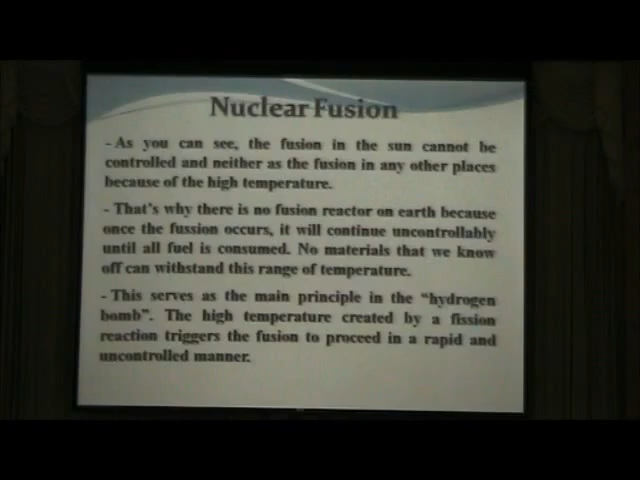 Nuclear Fusion
- As you can see, the fusion in the sun cannot be
controlled and neither as the fusion in any other places
because of the high temperature.
- That's why there is no fusion reactor on earth because
once the fussion occurs, it will continue uncontrollably
until all fuel is consumed. No materials that we know
off can withstand this range of temperature.
- This serves as the main principle in the "hydrogen
bomb". The high temperature created by a fission
reaction triggers the fusion to proceed in a rapid and
uncontrolled manner.